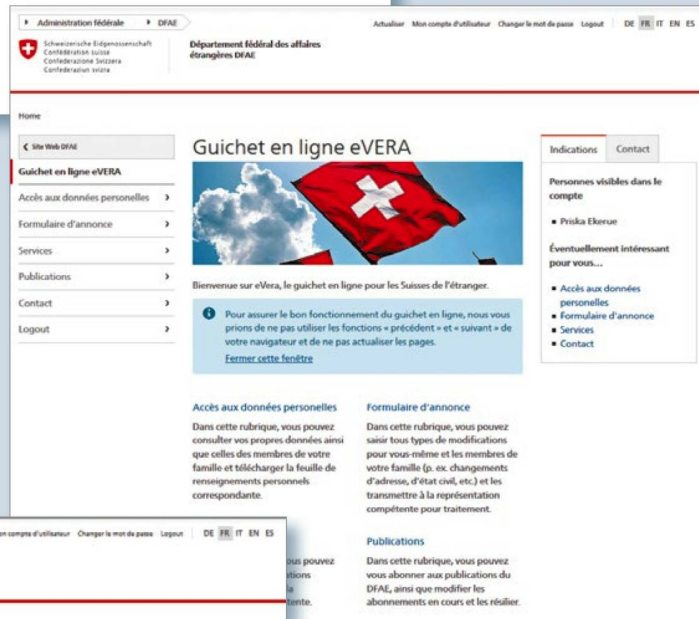 Administration fédérale DFAE
Actualiser Mon compte d'utilisateur Changer le mot de passe Logout DE FR IT EN ES
Schweizerische Eidgenossenschaft
Confédération suisse
Confederazione Svizzera
Confederaziun svizra
Département fédéral des affaires
étrangères DFAE
Home
Site Web DFAE
Guichet en ligne eVERA
Accès aux données personelles
Formulaire d'annonce
Services
Publications
Contact
Logout
Guichet en ligne eVERA
Bienvenue sur eVera, le guichet en ligne pour les Suisses de l'étranger.
Pour assurer le bon fonctionnement du guichet en ligne, nous vous
prions de ne pas utiliser les fonctions « précédent » et « suivant » de
votre navigateur et de ne pas actualiser les pages.
Fermer cette fenêtre
Accès aux données personelles
Dans cette rubrique, vous pouvez
consulter vos propres données ainsi
que celles des membres de votre
famille et télécharger la feuille de
renseignements personnels
correspondante.
Formulaire d'annonce
Dans cette rubrique, vous pouvez
saisir tous types de modifications
pour vous-même et les membres de
votre famille (p. ex. changements
d'adresse, d'état civil, etc.) et les
transmettre à la représentation
compétente pour traitement.
Publications
Dans cette rubrique, vous pouvez
vous abonner aux publications du
DFAE, ainsi que modifier les
abonnements en cours et les résilier.
Indications Contact
Personnes visibles dans le
compte
Priska Ekerue
Éventuellement intéressant
pour vous...
Accès aux données
personelles
Formulaire d'annonce
Services
Contact
compte d'utilisateur Changer le mot de passe Logout DE FR IT EN ES
pouvez